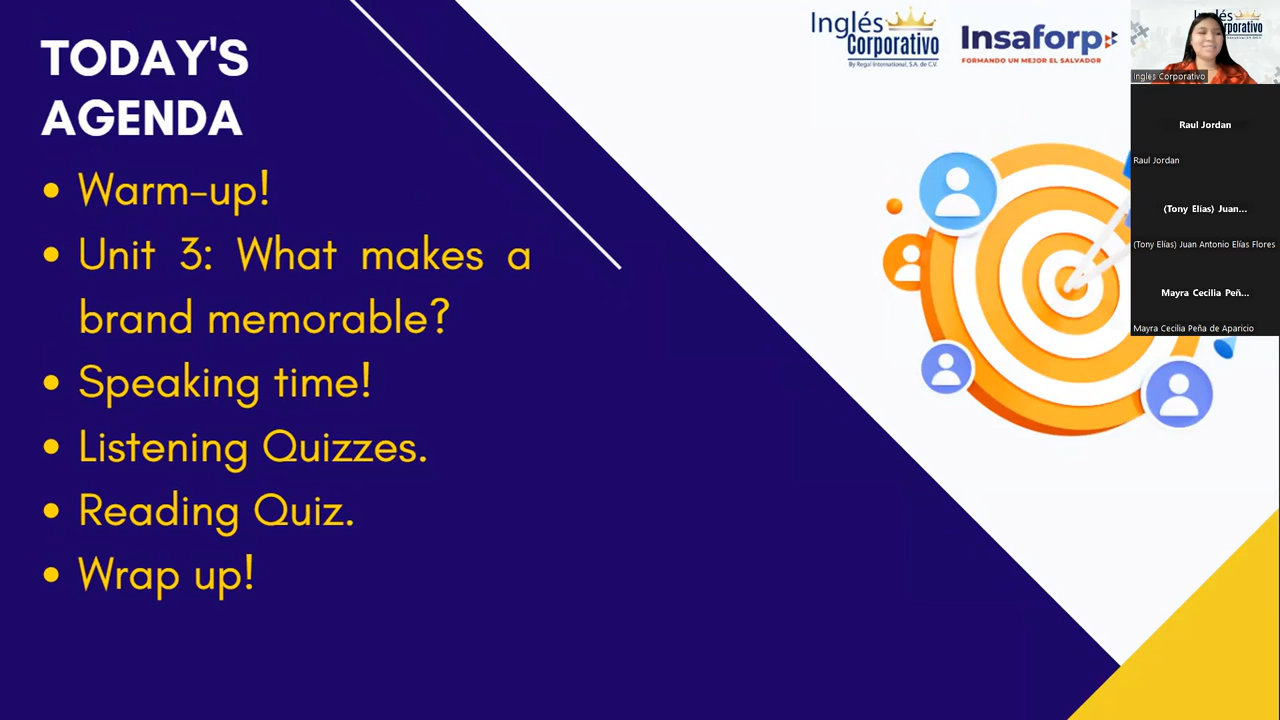 TODAY'S
AGENDA
• Warm-up!
• Unit 3: What makes a
brand memorable?
• Speaking time!
• Listening Quizzes.
• Reading Quiz.
• Wrap up!
Inglés
Corporativo
By Regui International, S.A. de C.V.
Insaforp
FORMANDO UN MEJOR EL SALVADOR
Inglés Corporativo
Raul Jordan
Raul Jordan
(Tony Elías) Juan...
(Tony Elías) Juan Antonio Elías Flores
Mayra Cecilia Peñ...
Mayra Cecilia Peña de Aparicio